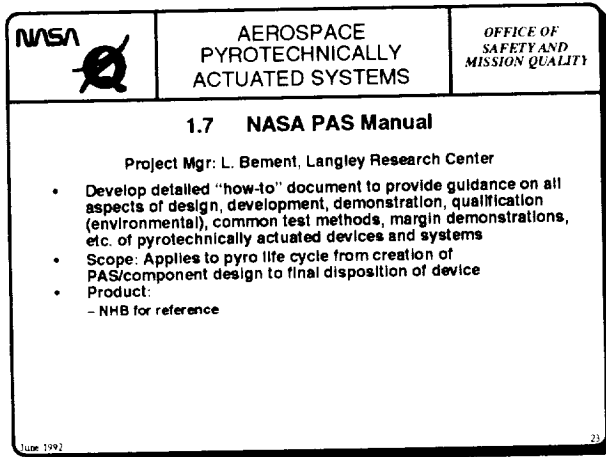 NASA
AEROSPACE
PYROTECHNICALLY
ACTUATED SYSTEMS
OFFICE OF
SAFETY AND
MISSION QUALITY
1.7 NASA PAS Manual
Project Mgr: L. Bement, Langley Research Center
• Develop detailed "how-to" document to provide guidance on all
aspects of design, development, demonstration, qualification
(environmental), common test methods, margin demonstrations,
etc. of pyrotechnically actuated devices and systems
• Scope: Applies to pyro life cycle from creation of
PAS/component design to final disposition of device
• Product:
– NHB for reference
June 1992
23